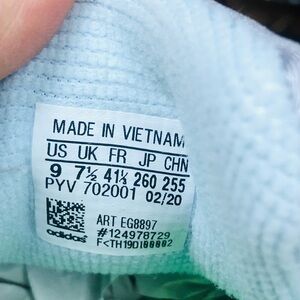 MADE IN VIETNAM
US UK FR JP CHN
9 7½ 41⅓ 260 255
PYV 702001 02/20
ART EG8897
#124978729
adidas